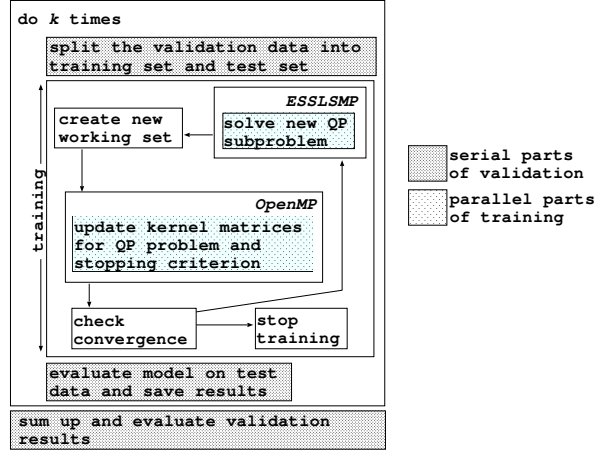 do k times
split the validation data into
training set and test set
ESSLSMP
solve new QP
subproblem
create new
working set
training
OpenMP
update kernel matrices
for QP problem and
stopping criterion
check
convergence
stop
training
evaluate model on test
data and save results
sum up and evaluate validation
results
serial parts
of validation
parallel parts
of training